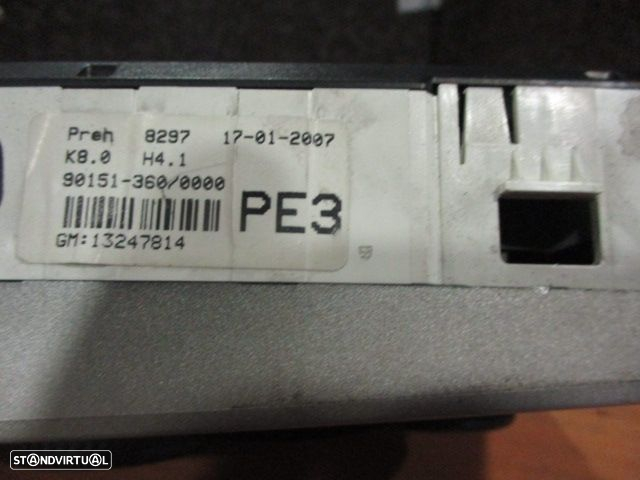 Preh 8297 17-01-2007
K8.0 H4.1
90151-360/0000
PE3
GM:13247814
STANDVIRTUAL